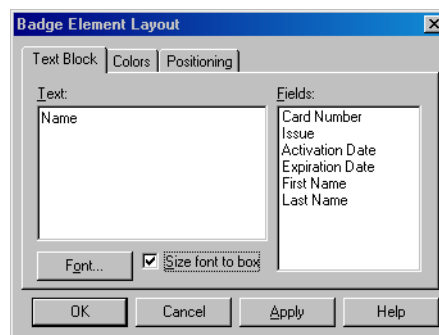 Badge Element Layout
Text Block Colors Positioning
Text:
Name
Fields:
Card Number
Issue
Activation Date
Expiration Date
First Name
Last Name
Font...
Size font to box
OK Cancel Apply Help